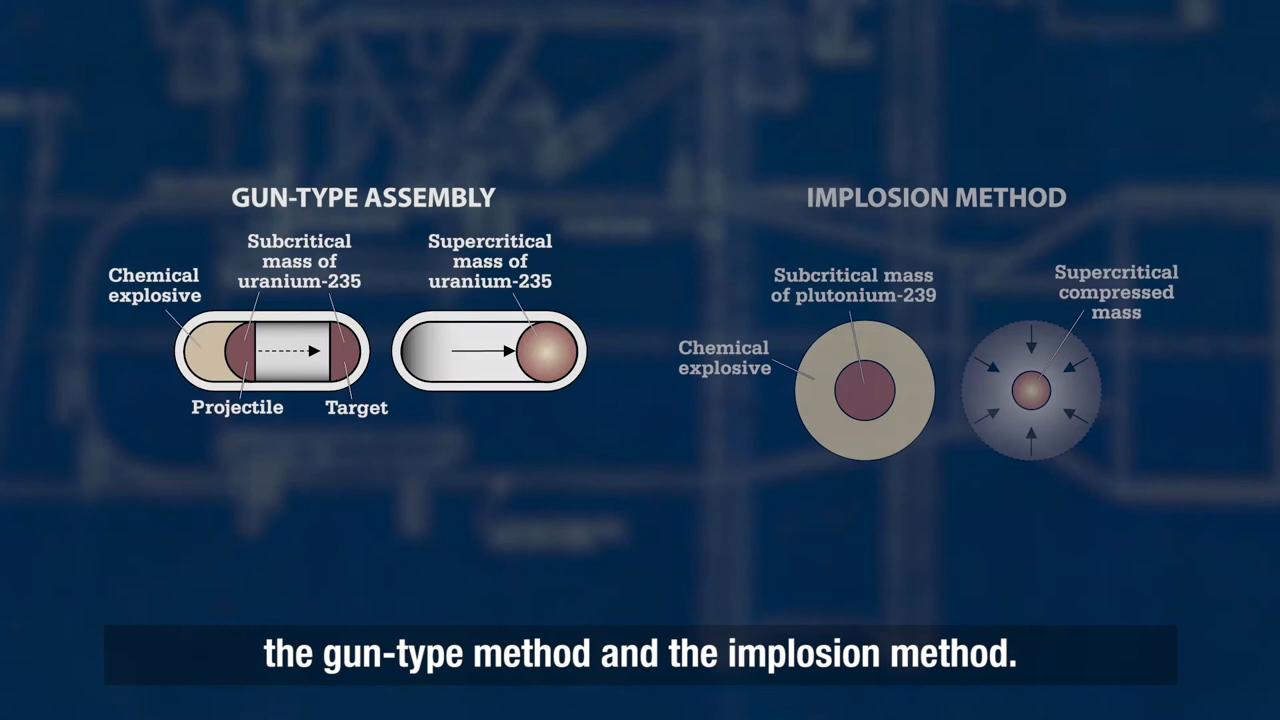 GUN-TYPE ASSEMBLY
Chemical
explosive
Subcritical
mass of
uranium-235
Supercritical
mass of
uranium-235
Projectile
Target
IMPLOSION METHOD
Chemical
explosive
Subcritical mass
of plutonium-239
Supercritical
compressed
mass
the gun-type method and the implosion method.